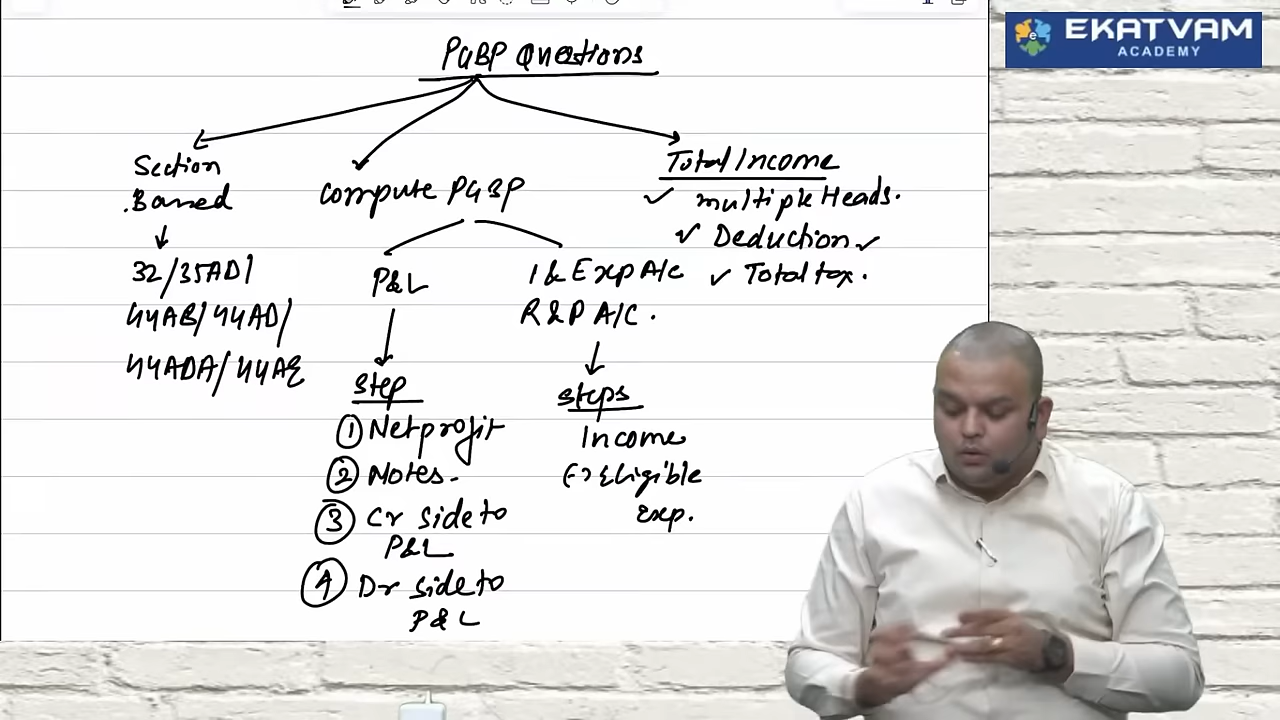 EKATVAM
ACADEMY
PGBP Questions
Section
Based
32/35AD/
44AB/44AD/
44ADA/44AE
Compute PGBP
P&L
Step
① Net profit
② Notes.
③ Cr side to
P&L
④ Dr side to
P&L
I & Exp A/c
R&P A/C.
Steps
Income
(-) Eligible
Exp.
Total Income
✓ multiple Heads.
✓ Deduction ✓
✓ Total tax.